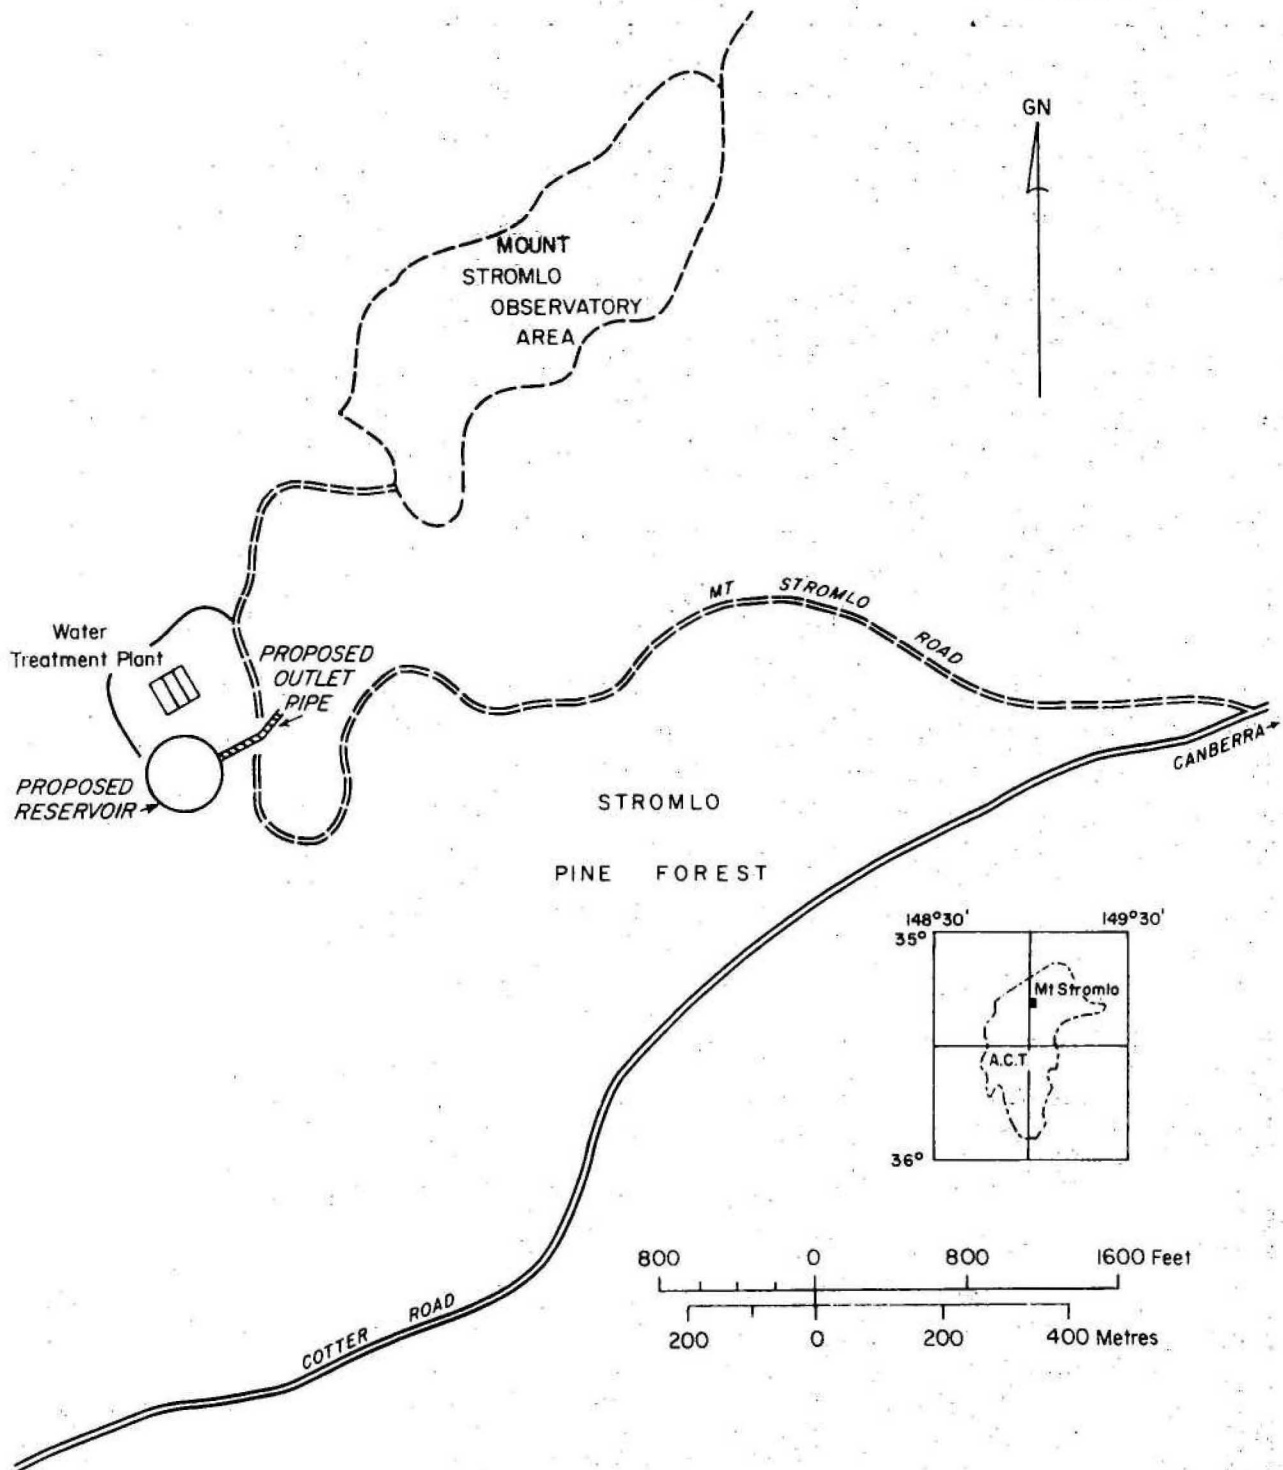 GN
MOUNT
STROMLO
OBSERVATORY
AREA
MT STROMLO ROAD
Water
Treatment Plant
PROPOSED
OUTLET
PIPE
PROPOSED
RESERVOIR
CANBERRA
STROMLO
PINE FOREST
148°30' 149°30'
35°
Mt Stromlo
A.C.T
36°
800 0 800 1600 Feet
200 0 200 400 Metres
COTTER ROAD